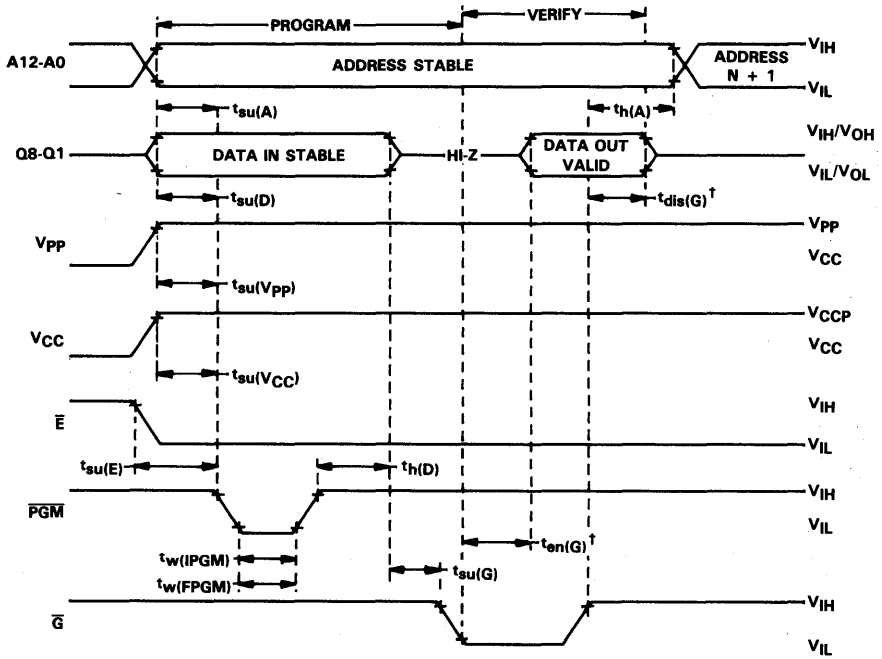 PROGRAM
VERIFY
A12-A0
ADDRESS STABLE
ADDRESS
N + 1
VIH
VIL
tsu(A)
th(A)
Q8-Q1
DATA IN STABLE
HI-Z
DATA OUT
VALID
VIH/VOH
VIL/VOL
tsu(D)
tdis(G)†
VPP
VPP
VCC
tsu(VPP)
VCC
VCCP
VCC
tsu(VCC)
E
VIH
VIL
tsu(E)
th(D)
PGM
VIH
VIL
tw(IPGM)
tw(FPGM)
ten(G)†
tsu(G)
G
VIH
VIL